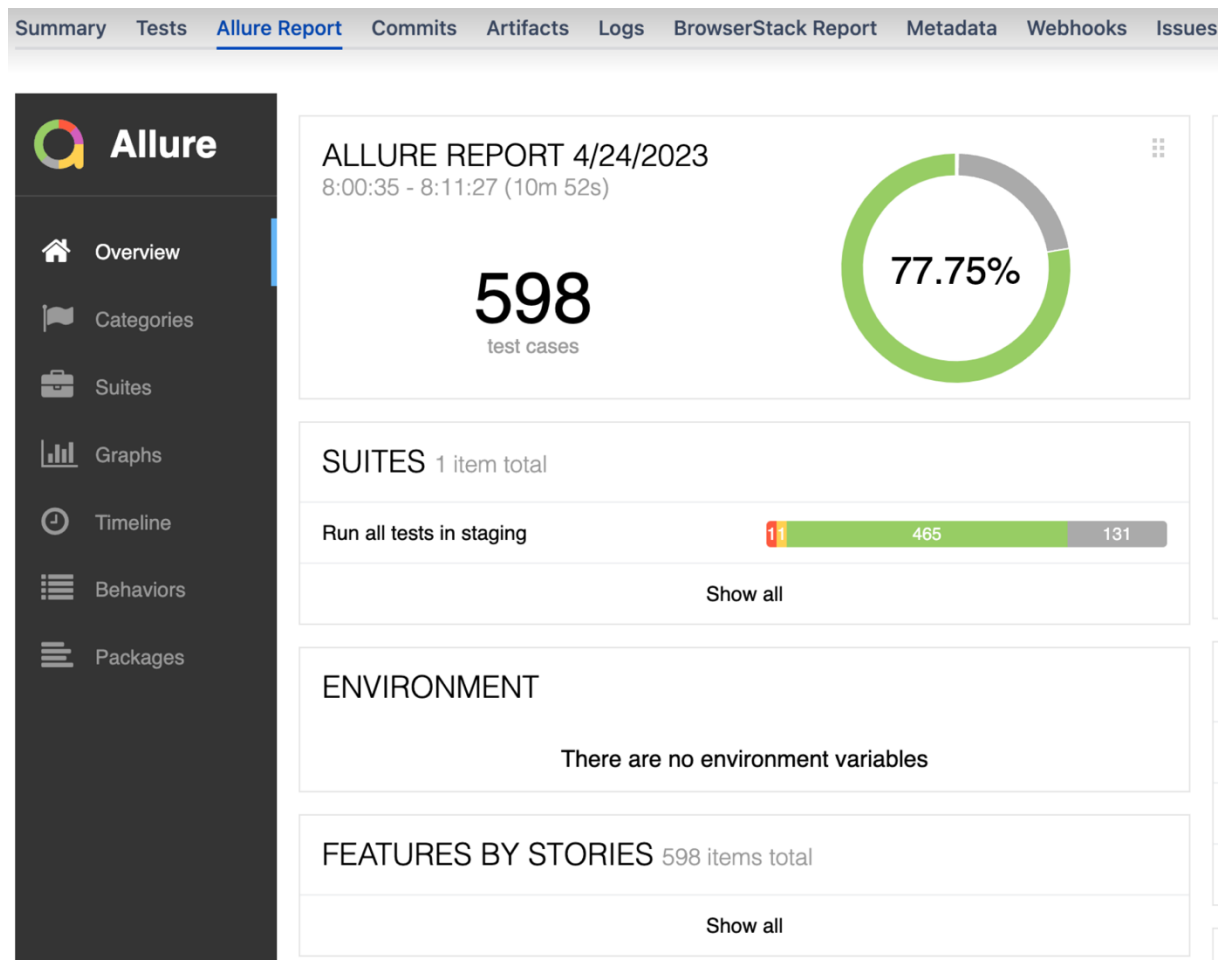 Summary Tests Allure Report Commits Artifacts Logs BrowserStack Report Metadata Webhooks Issues
Allure
Overview
Categories
Suites
Graphs
Timeline
Behaviors
Packages
ALLURE REPORT 4/24/2023
8:00:35 - 8:11:27 (10m 52s)
598
test cases
77.75%
SUITES 1 item total
Run all tests in staging 1 1 465 131
Show all
ENVIRONMENT
There are no environment variables
FEATURES BY STORIES 598 items total
Show all